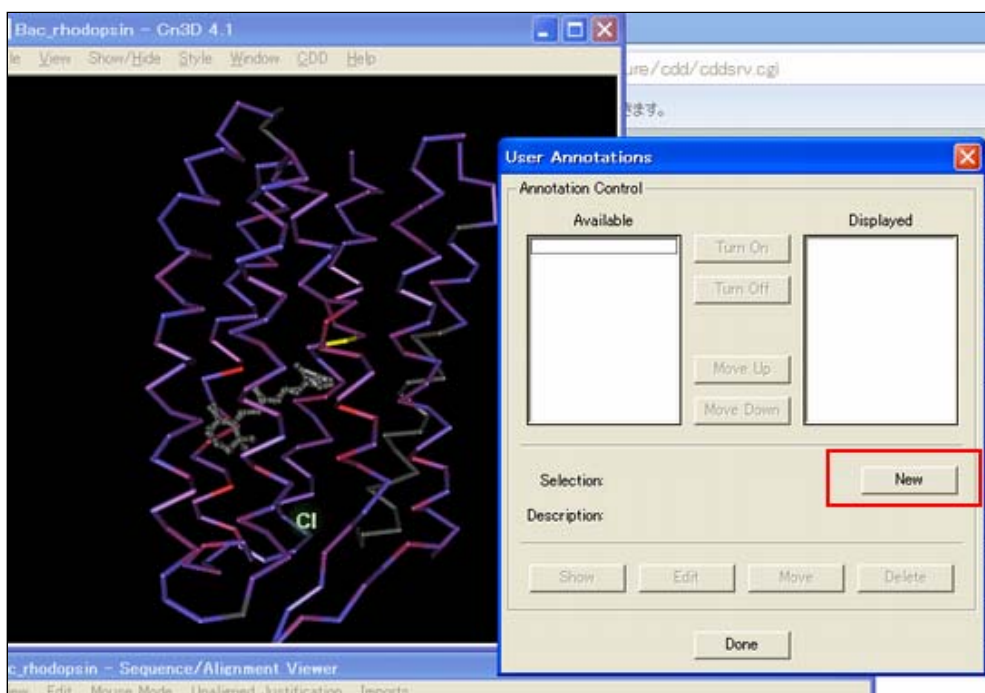 Bac_rhodopsin - Cn3D 4.1
View Show/Hide Style Window CDD Help
ure/cdd/cddsrv.cgi
きます。
User Annotations
Annotation Control
Available
Displayed
Turn On
Turn Off
Move Up
Move Down
Selection:
New
Description:
Cl
Show Edit Move Delete
Done
c_rhodopsin - Sequence/Alignment Viewer
Edit Mouse Mode Unaligned Justification Imports